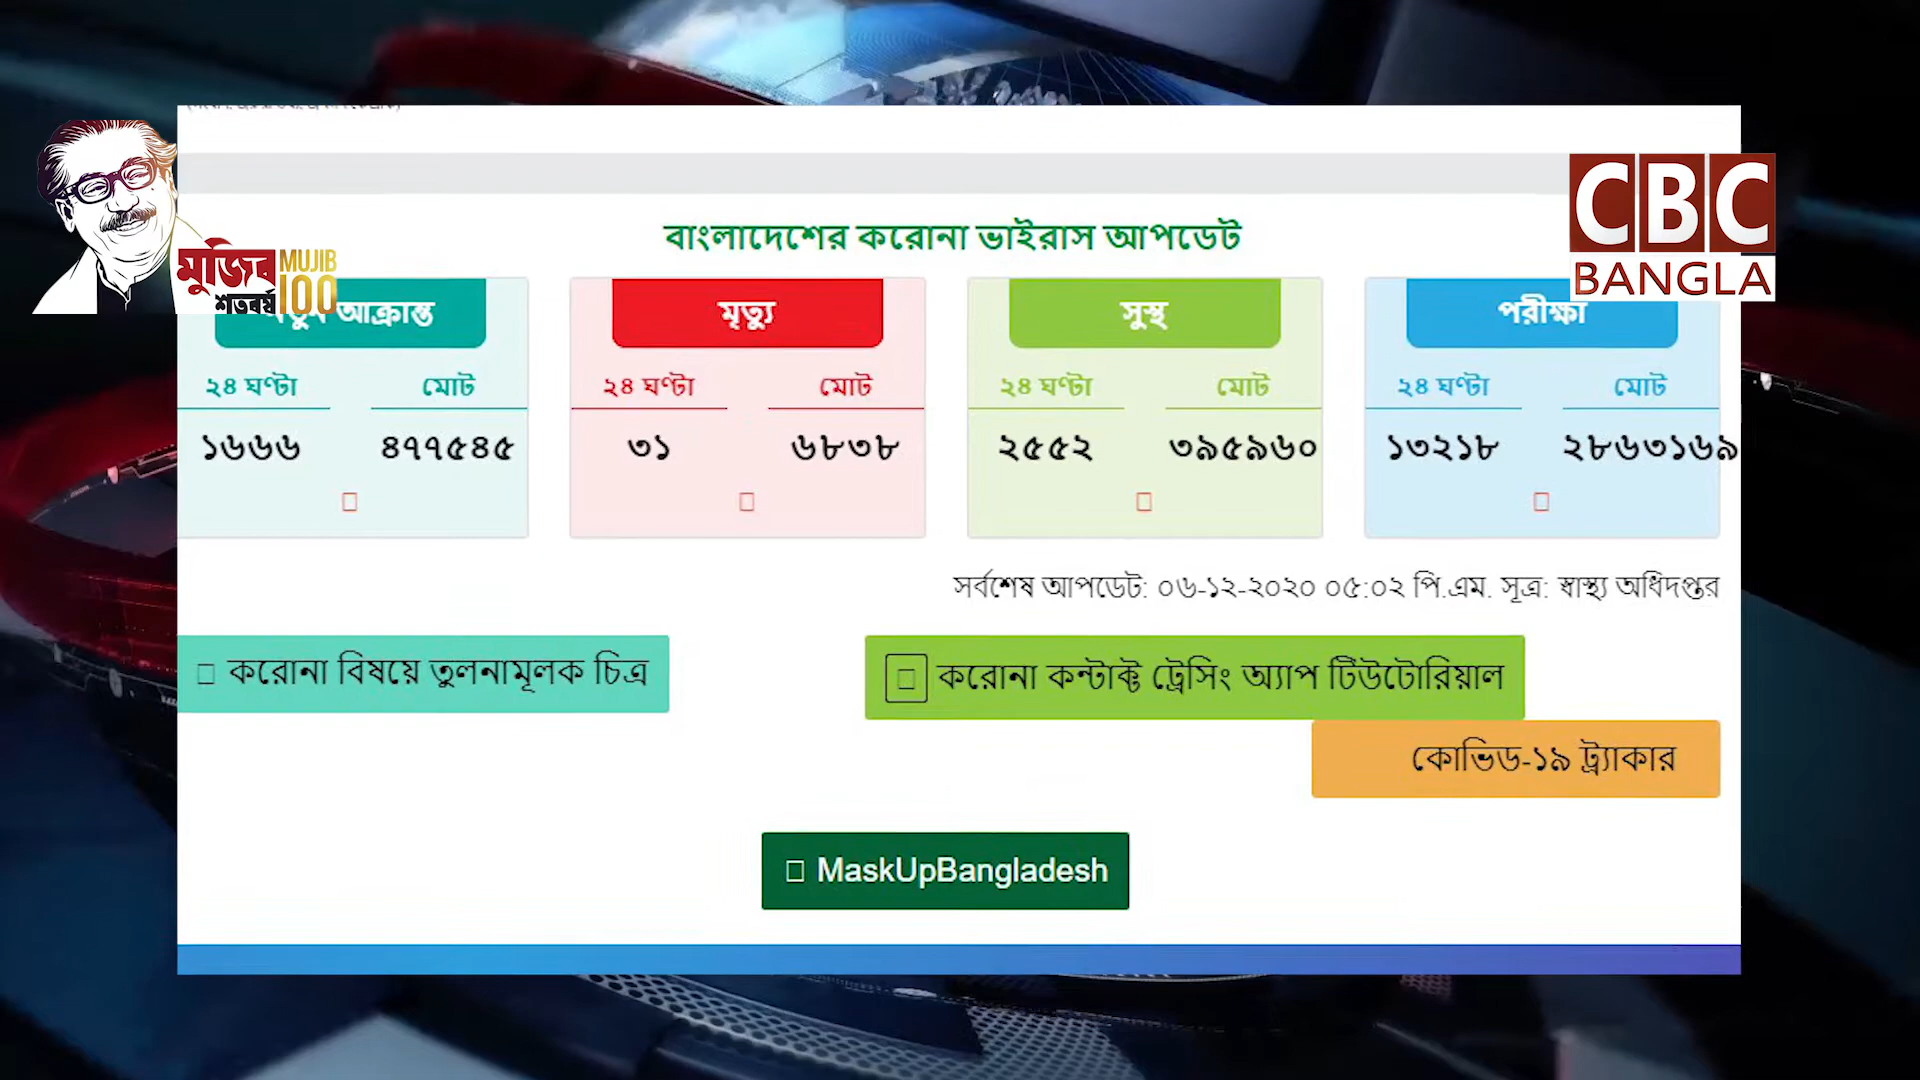 বাংলাদেশের করোনা ভাইরাস আপডেট
CBC
BANGLA
মুজিব
শতবর্ষ
MUJIB
100
আক্রান্ত
মৃত্যু
সুস্থ
পরীক্ষা
২৪ ঘণ্টা মোট
২৪ ঘণ্টা মোট
২৪ ঘণ্টা মোট
২৪ ঘণ্টা মোট
১৬৬৬ ৪৭৭৫৪৫
৩১ ৬৮৩৮
২৫৫২ ৩৯৫৯৬০
১৩২১৮ ২৮৬৩১৬৯
সর্বশেষ আপডেট: ০৬-১২-২০২০ ০৫:০২ পি.এম. সূত্র: স্বাস্থ্য অধিদপ্তর
করোনা বিষয়ে তুলনামূলক চিত্র
করোনা কন্টাক্ট ট্রেসিং অ্যাপ টিউটোরিয়াল
কোভিড-১৯ ট্র্যাকার
MaskUpBangladesh